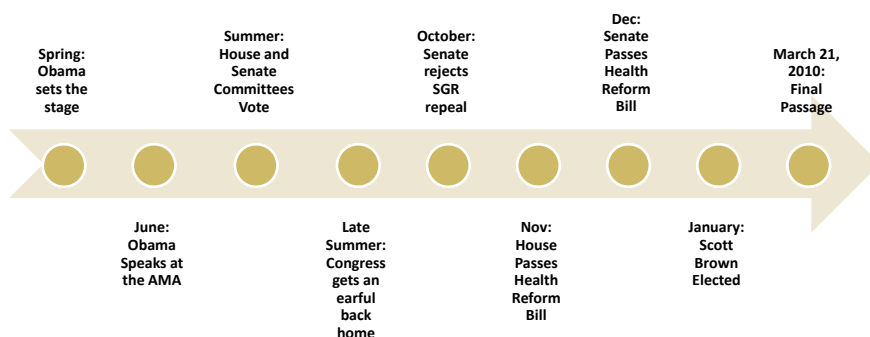 Spring:
Obama
sets the
stage
June:
Obama
Speaks at
the AMA
Summer:
House and
Senate
Committees
Vote
Late
Summer:
Congress
gets an
earful
back
home
October:
Senate
rejects
SGR
repeal
Nov:
House
Passes
Health
Reform
Bill
Dec:
Senate
Passes
Health
Reform
Bill
January:
Scott
Brown
Elected
March 21,
2010:
Final
Passage